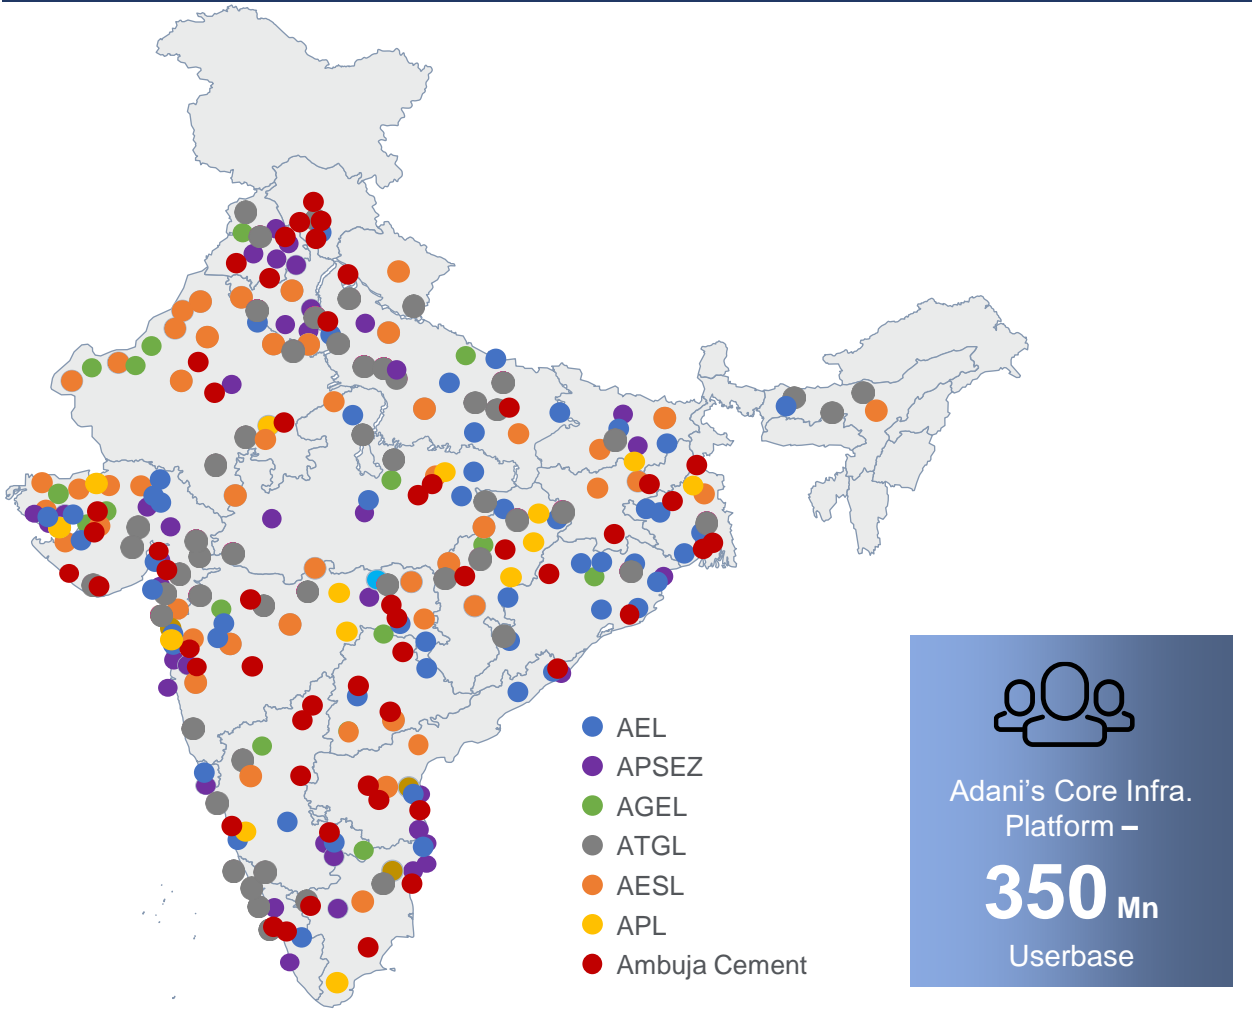 AEL
APSEZ
AGEL
ATGL
AESL
APL
Ambuja Cement
Adani’s Core Infra.
Platform –
350 Mn
Userbase